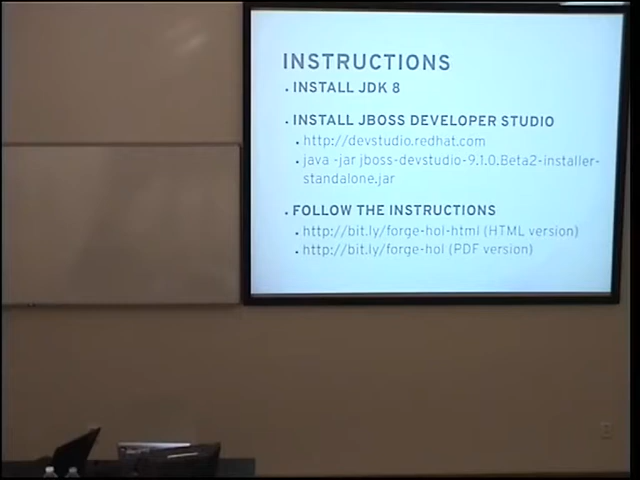 INSTRUCTIONS
INSTALL JDK 8
INSTALL JBOSS DEVELOPER STUDIO
http://devstudio.redhat.com
java -jar jboss-devstudio-9.1.0.Beta2-installer-
standalone.jar
FOLLOW THE INSTRUCTIONS
http://bit.ly/forge-hol-html (HTML version)
http://bit.ly/forge-hol (PDF version)